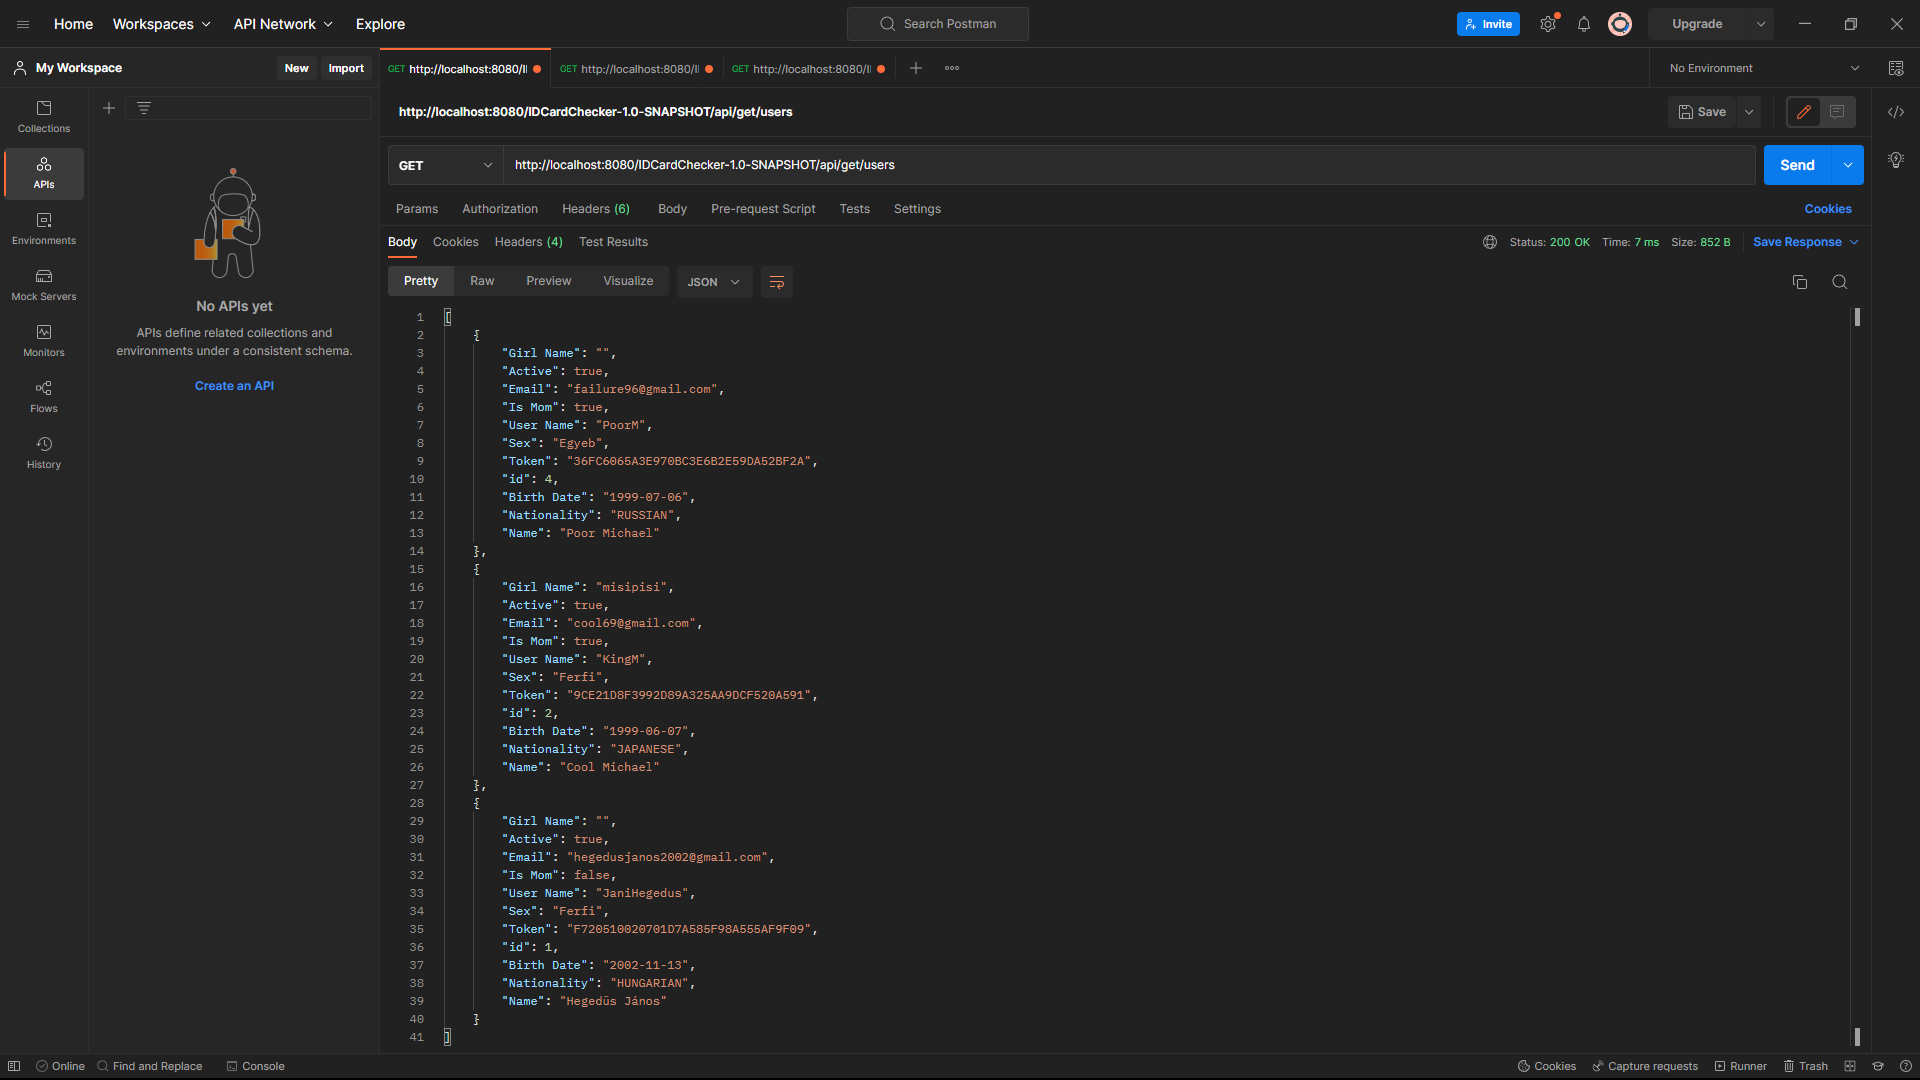 Home Workspaces API Network Explore Search Postman Invite Upgrade
My Workspace New Import GET http://localhost:8080/I GET http://localhost:8080/I GET http://localhost:8080/I No Environment
http://localhost:8080/IDCardChecker-1.0-SNAPSHOT/api/get/users Save
GET http://localhost:8080/IDCardChecker-1.0-SNAPSHOT/api/get/users Send
Params Authorization Headers (6) Body Pre-request Script Tests Settings Cookies
Body Cookies Headers (4) Test Results Status: 200 OK Time: 7 ms Size: 852 B Save Response
Pretty Raw Preview Visualize JSON
Collections
APIs
Environments
Mock Servers
Monitors
Flows
History
No APIs yet
APIs define related collections and
environments under a consistent schema.
Create an API
1 [
2 {
3 "Girl Name": "",
4 "Active": true,
5 "Email": "failure96@gmail.com",
6 "Is Mom": true,
7 "User Name": "PoorM",
8 "Sex": "Egyeb",
9 "Token": "36FC6065A3E970BC3E6B2E59DA52BF2A",
10 "id": 4,
11 "Birth Date": "1999-07-06",
12 "Nationality": "RUSSIAN",
13 "Name": "Poor Michael"
14 },
15 {
16 "Girl Name": "misipisi",
17 "Active": true,
18 "Email": "cool69@gmail.com",
19 "Is Mom": true,
20 "User Name": "KingM",
21 "Sex": "Ferfi",
22 "Token": "9CE21D8F3992D89A325AA9DCF520A591",
23 "id": 2,
24 "Birth Date": "1999-06-07",
25 "Nationality": "JAPANESE",
26 "Name": "Cool Michael"
27 },
28 {
29 "Girl Name": "",
30 "Active": true,
31 "Email": "hegedusjanos2002@gmail.com",
32 "Is Mom": false,
33 "User Name": "JaniHegedus",
34 "Sex": "Ferfi",
35 "Token": "F720510020701D7A585F98A555AF9F09",
36 "id": 1,
37 "Birth Date": "2002-11-13",
38 "Nationality": "HUNGARIAN",
39 "Name": "Hegedüs János"
40 }
41 ]
Online Find and Replace Console Cookies Capture requests Runner Trash